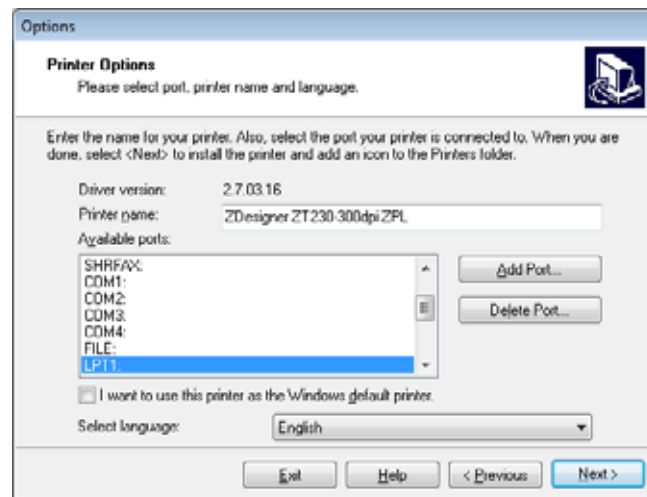 Options
Printer Options
Please select port, printer name and language.
Enter the name for your printer. Also, select the port your printer is connected to. When you are
done, select <Next> to install the printer and add an icon to the Printers folder.
Driver version: 2.7.03.16
Printer name: ZDesigner ZT230-300dpi ZPL
Available ports:
SHRFAX:
COM1:
COM2:
COM3:
COM4:
FILE:
LPT1:
Add Port...
Delete Port...
I want to use this printer as the Windows default printer.
Select language: English
Exit Help < Previous Next >